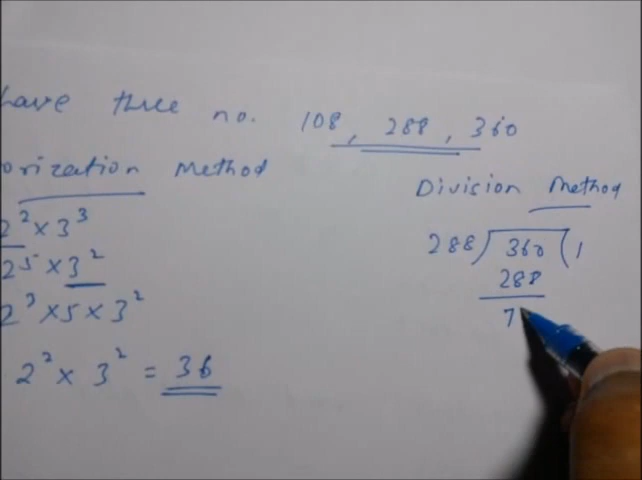 have three no. 108, 288, 360
orization Method
2² × 3³
2⁵ × 3²
2³ × 5 × 3²
2² × 3² = 36
Division Method
288) 360 (1
288
7